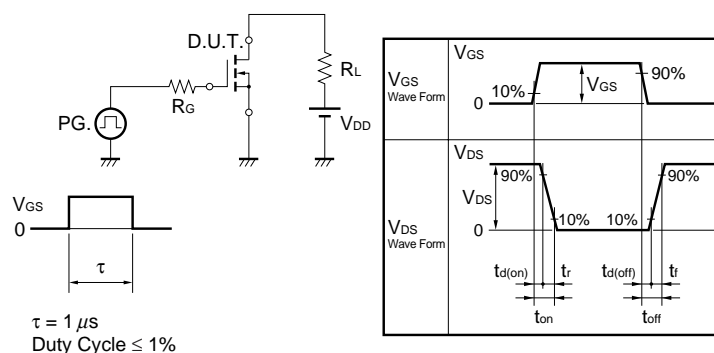 D.U.T.
RL
RG
PG.
VDD
VGS
0
τ
τ = 1 μs
Duty Cycle ≤ 1%
VGS
Wave Form
VGS
10%
0
VGS
90%
VDS
Wave Form
VDS
90%
VDS
0
10%
10%
90%
td(on)
tr
td(off)
tf
ton
toff